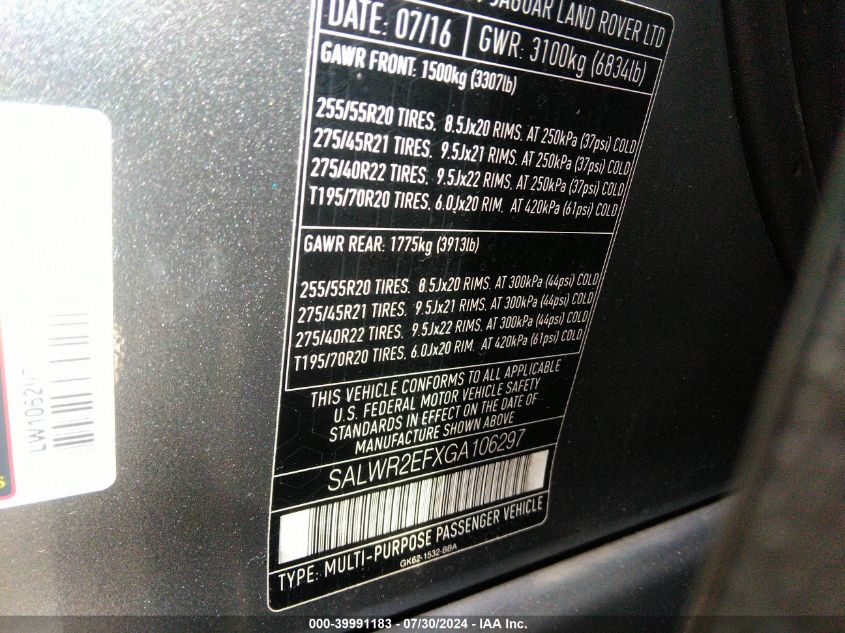 JAGUAR LAND ROVER LTD
DATE: 07/16 GWR: 3100kg (6834lb)
GAWR FRONT: 1500kg (3307lb)
255/55R20 TIRES. 8.5Jx20 RIMS. AT 250kPa (37psi) COLD
275/45R21 TIRES. 9.5Jx21 RIMS. AT 250kPa (37psi) COLD
275/40R22 TIRES. 9.5Jx22 RIMS. AT 250kPa (37psi) COLD
T195/70R20 TIRES. 6.0Jx20 RIM. AT 420kPa (61psi) COLD
GAWR REAR: 1775kg (3913lb)
255/55R20 TIRES. 8.5Jx20 RIMS. AT 300kPa (44psi) COLD
275/45R21 TIRES. 9.5Jx21 RIMS. AT 300kPa (44psi) COLD
275/40R22 TIRES. 9.5Jx22 RIMS. AT 300kPa (44psi) COLD
T195/70R20 TIRES. 6.0Jx20 RIM. AT 420kPa (61psi) COLD
THIS VEHICLE CONFORMS TO ALL APPLICABLE
U.S. FEDERAL MOTOR VEHICLE SAFETY
STANDARDS IN EFFECT ON THE DATE OF
MANUFACTURE SHOWN ABOVE
SALWR2EFXGA106297
TYPE: MULTI-PURPOSE PASSENGER VEHICLE
GK62-1532-BBA
000-39991183 - 07/30/2024 - IAA Inc.